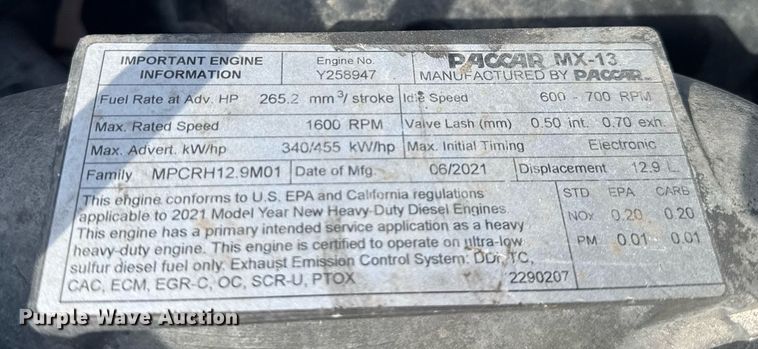 IMPORTANT ENGINE
INFORMATION
Engine No.
Y258947
PACCAR MX-13
MANUFACTURED BY PACCAR
Fuel Rate at Adv. HP 265.2 mm³/ stroke
Idle Speed 600 - 700 RPM
Max. Rated Speed 1600 RPM
Valve Lash (mm) 0.50 int. 0.70 exh.
Max. Advert. kW/hp 340/455 kW/hp
Max. Initial Timing Electronic
Family MPCRH12.9M01
Date of Mfg. 06/2021
Displacement 12.9 L
This engine conforms to U.S. EPA and California regulations
applicable to 2021 Model Year New Heavy-Duty Diesel Engines.
This engine has a primary intended service application as a heavy
heavy-duty engine. This engine is certified to operate on ultra-low
sulfur diesel fuel only. Exhaust Emission Control System: DDI, TC,
CAC, ECM, EGR-C, OC, SCR-U, PTOX
STD EPA CARB
NOx 0.20 0.20
PM 0.01 0.01
2290207
Purple Wave Auction